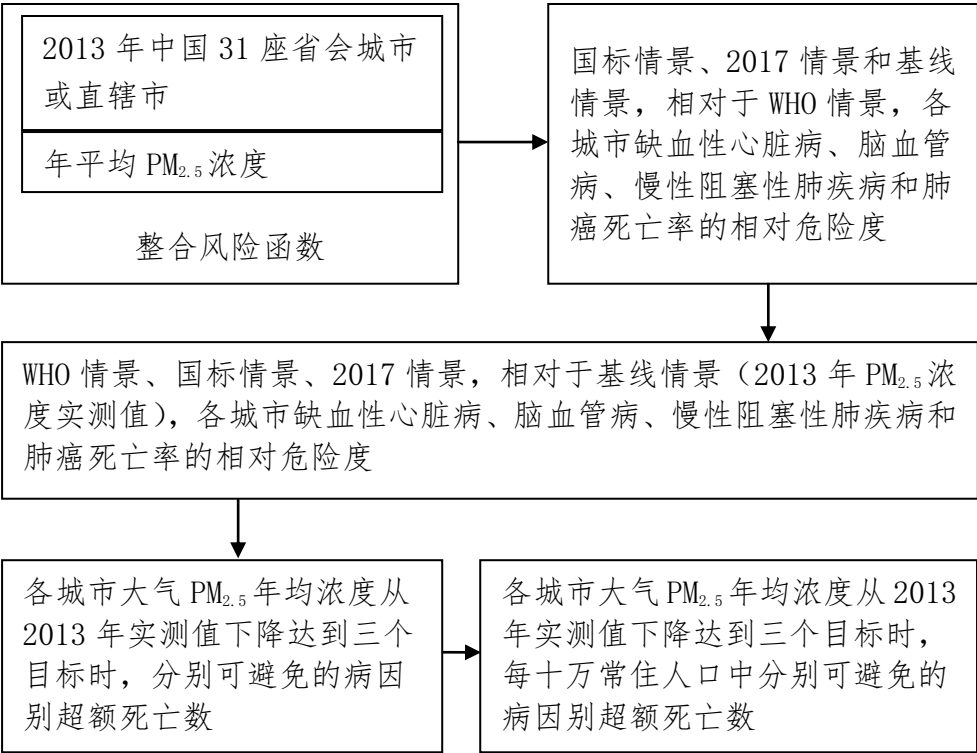 2013 年中国 31 座省会城市
或直辖市
年平均 PM₂.₅ 浓度
整合风险函数
国标情景、2017 情景和基线
情景，相对于 WHO 情景，各
城市缺血性心脏病、脑血管
病、慢性阻塞性肺疾病和肺
癌死亡率的相对危险度
WHO 情景、国标情景、2017 情景，相对于基线情景（2013 年 PM₂.₅ 浓
度实测值），各城市缺血性心脏病、脑血管病、慢性阻塞性肺疾病和
肺癌死亡率的相对危险度
各城市大气 PM₂.₅ 年均浓度从
2013 年实测值下降达到三个
目标时，分别可避免的病因
别超额死亡数
各城市大气 PM₂.₅ 年均浓度从 2013
年实测值下降达到三个目标时，
每十万常住人口中分别可避免的
病因别超额死亡数